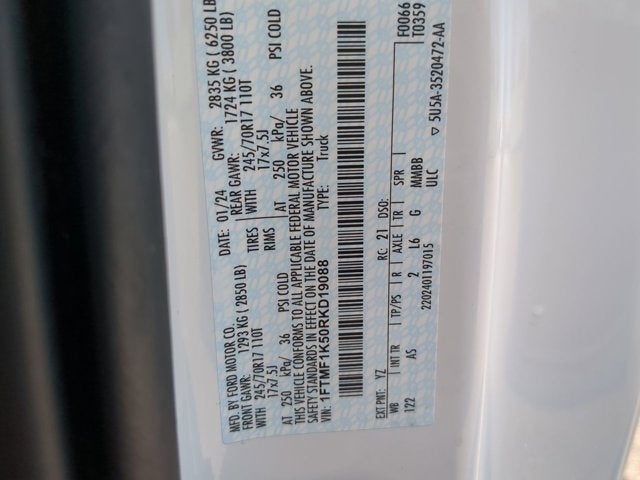 MFD. BY FORD MOTOR CO.
DATE: 01/24 GVWR: 2835 KG ( 6250 LB)
FRONT GAWR: 1293 KG ( 2850 LB) REAR GAWR: 1724 KG ( 3800 LB)
WITH 245/70R17 110T TIRES WITH 245/70R17 110T
17x7.5J RIMS 17x7.5J
AT 250 kPa/ 36 PSI COLD AT 250 kPa/ 36 PSI COLD
THIS VEHICLE CONFORMS TO ALL APPLICABLE FEDERAL MOTOR VEHICLE
SAFETY STANDARDS IN EFFECT ON THE DATE OF MANUFACTURE SHOWN ABOVE.
VIN: 1FTMF1K50RKD19088 TYPE: Truck
F0066
T0359
EXT PNT: YZ RC: 21 DSO:
WB INT TR TP/PS R AXLE TR SPR
122 AS 2 L6 G MMBB
2202401197015 ULC
▽ 5U5A-3520472-AA